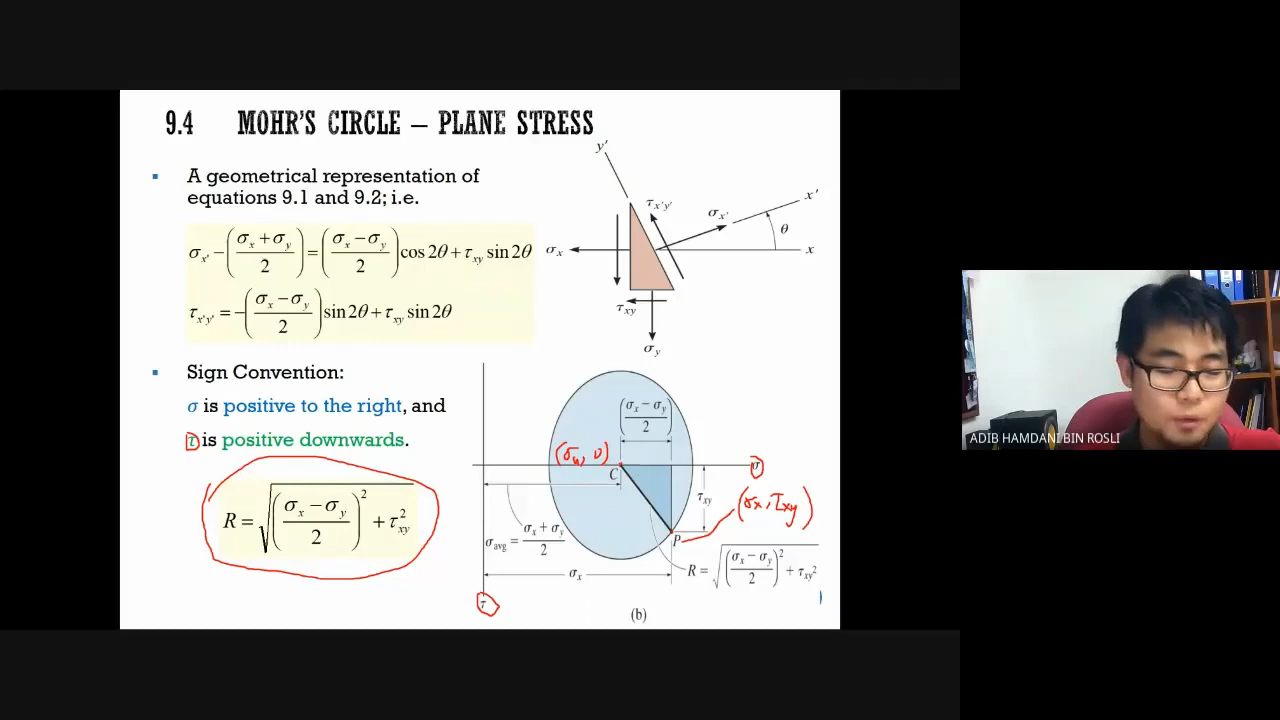 9.4 MOHR'S CIRCLE – PLANE STRESS
▪ A geometrical representation of
equations 9.1 and 9.2; i.e.
σx' − ((σx + σy)/2) = ((σx − σy)/2) cos 2θ + τxy sin 2θ
τx'y' = −((σx − σy)/2) sin 2θ + τxy sin 2θ
▪ Sign Convention:
σ is positive to the right, and
τ is positive downwards.
R = √(((σx − σy)/2)² + τxy²)
y'
x'
τx'y'
σx'
θ
σx
x
τxy
σy
((σx − σy)/2)
C
σ
τxy
(σx, τxy)
σavg = (σx + σy)/2
P
R = √(((σx − σy)/2)² + τxy²)
σx
τ
(b)
ADIB HAMDANI BIN ROSLI